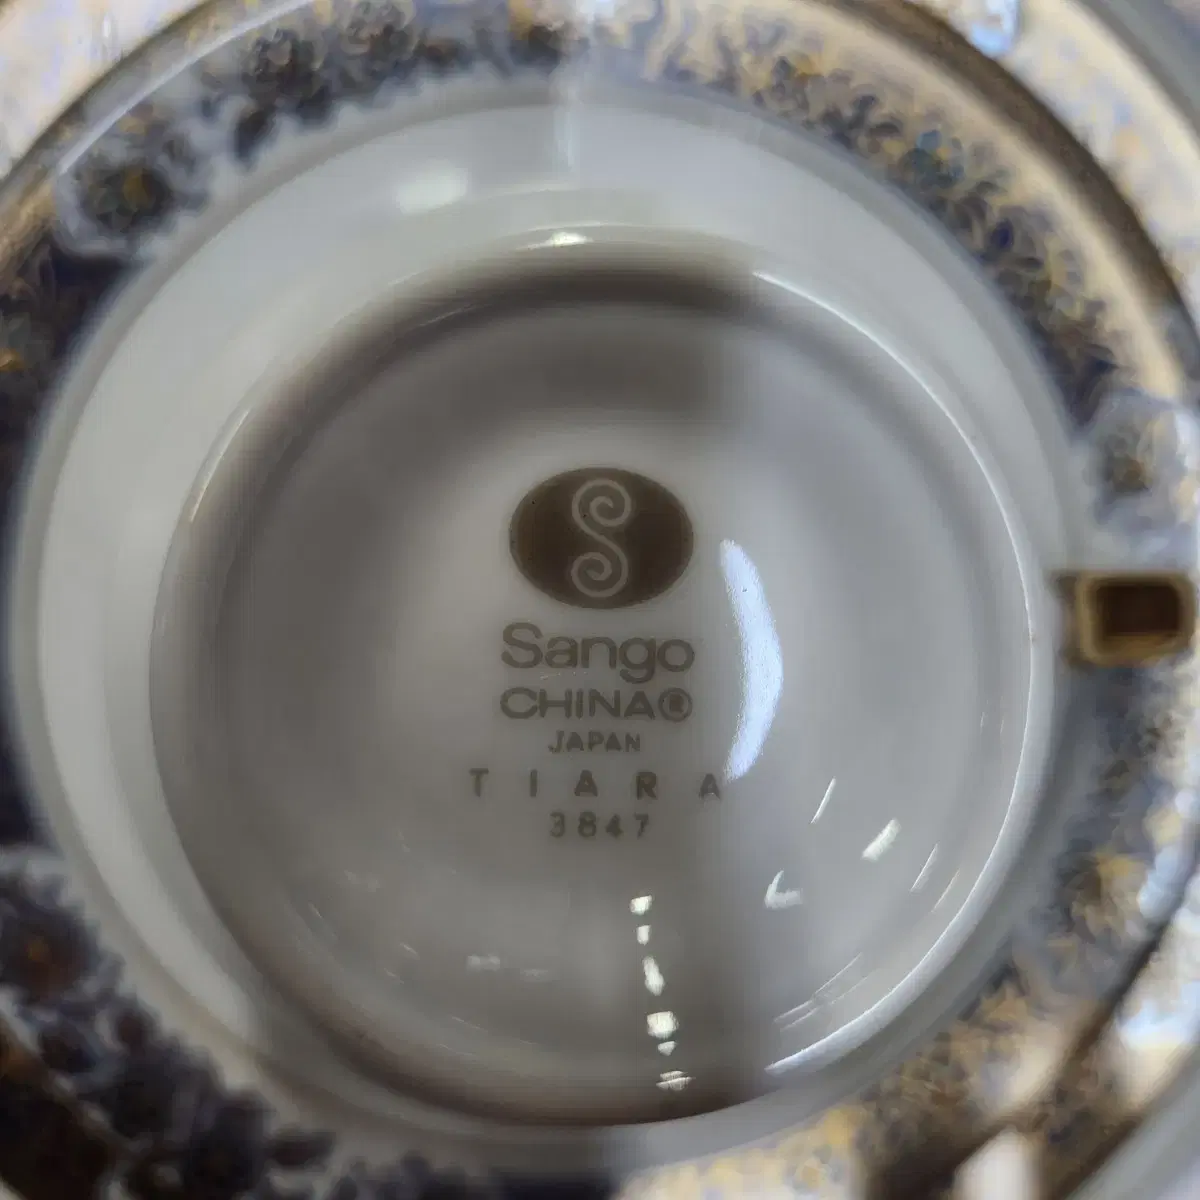 S
Sango
CHINA®
JAPAN
TIARA
3847